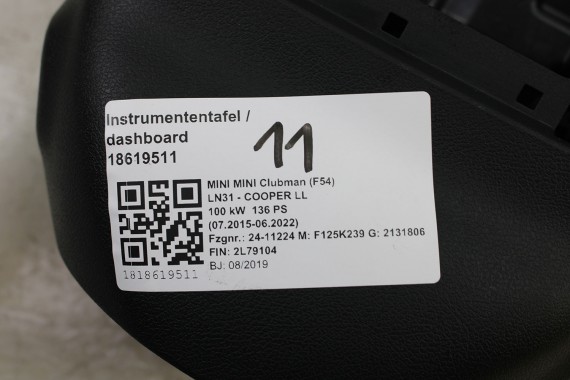 Instrumententafel /
dashboard
18619511
11
MINI MINI Clubman (F54)
LN31 - COOPER LL
100 kW 136 PS
(07.2015-06.2022)
Fzgnr.: 24-11224 M: F125K239 G: 2131806
FIN: 2L79104
BJ: 08/2019
1818619511